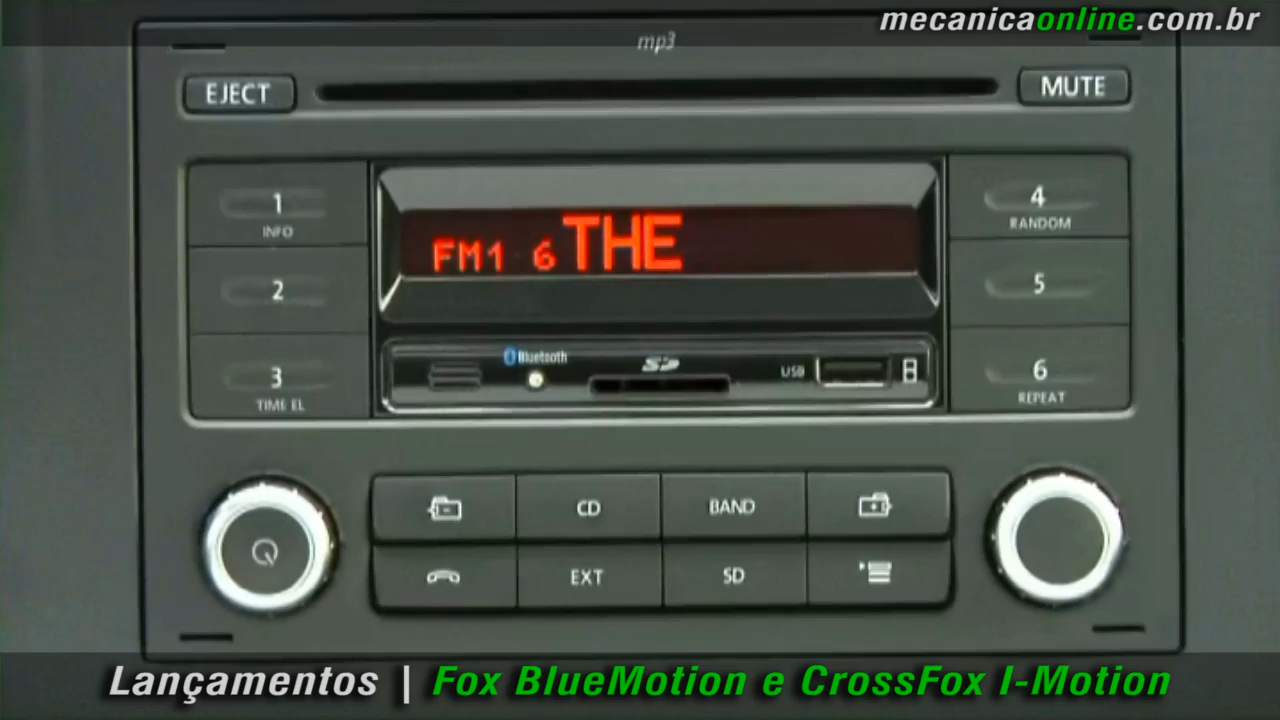 mecanicaonline.com.br
mp3
EJECT
MUTE
1
INFO
2
3
TIME EL
FM1 6 THE
4
RANDOM
5
6
REPEAT
Bluetooth
SD
USB
CD
BAND
EXT
SD
Lançamentos | Fox BlueMotion e CrossFox I-Motion